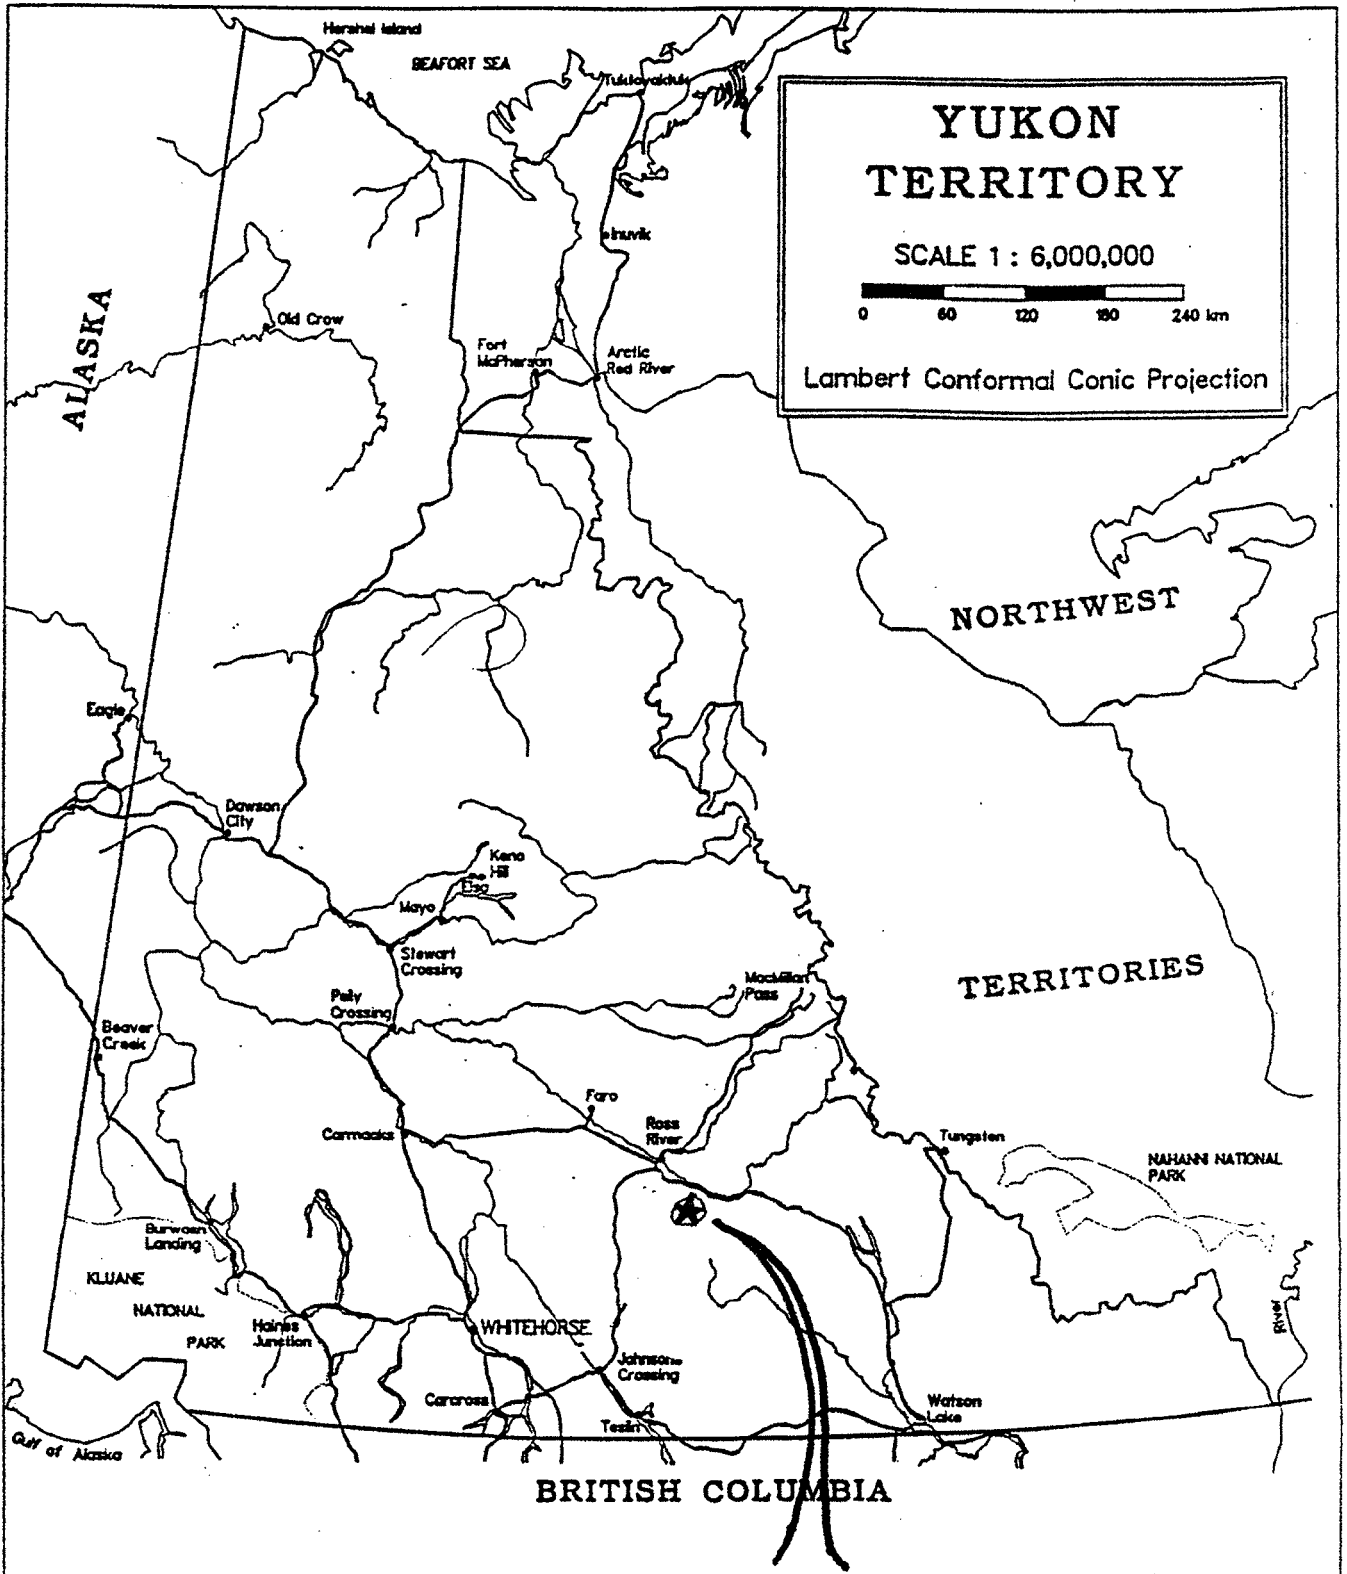 Hershel Island
BEAFORT SEA
Tuktoyaktuk
YUKON
TERRITORY
SCALE 1 : 6,000,000
0 60 120 180 240 km
Lambert Conformal Conic Projection
Inuvik
ALASKA
Old Crow
Fort
McPherson
Arctic
Red River
NORTHWEST
Eagle
Dawson
City
Keno
Hill
Elsa
Mayo
Stewart
Crossing
TERRITORIES
MacMillan
Pass
Pelly
Crossing
Beaver
Creek
Faro
Ross
River
Carmacks
Tungsten
NAHANNI NATIONAL
PARK
Burwash
Landing
KLUANE
NATIONAL
PARK
Haines
Junction
WHITEHORSE
River
Johnsons
Crossing
Carcross
Teslin
Watson
Lake
Gulf of Alaska
BRITISH COLUMBIA